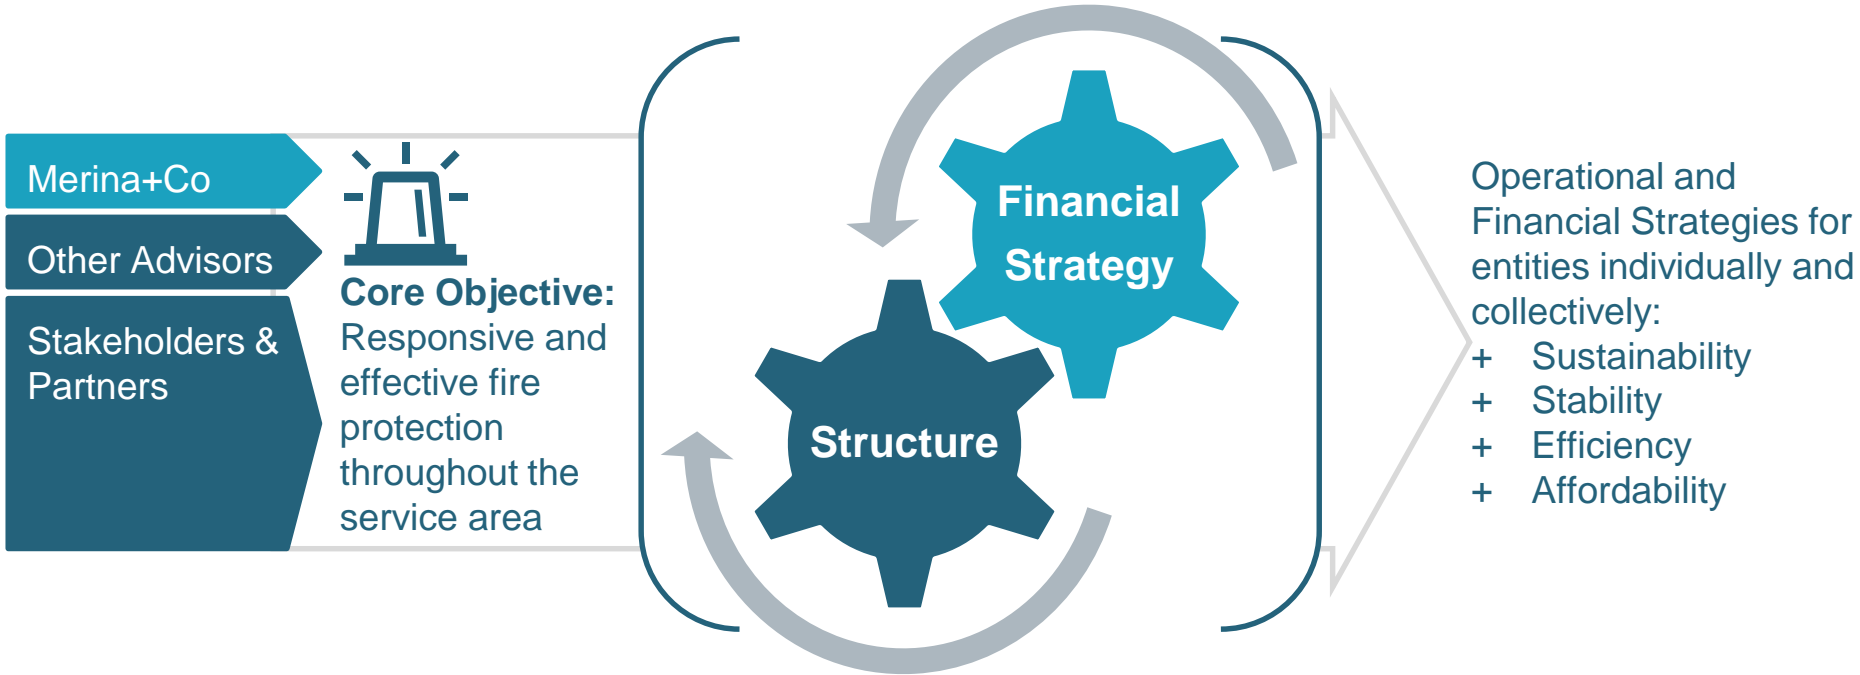 Merina+Co
Other Advisors
Stakeholders &
Partners
Core Objective:
Responsive and
effective fire
protection
throughout the
service area
Financial
Strategy
Structure
Operational and
Financial Strategies for
entities individually and
collectively:
+ Sustainability
+ Stability
+ Efficiency
+ Affordability